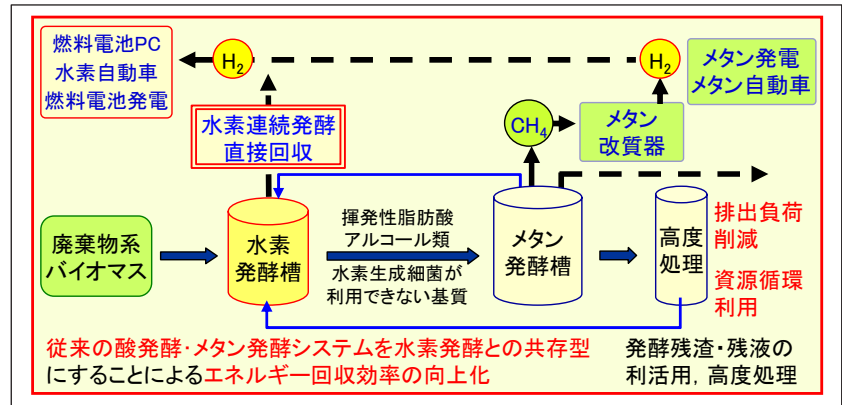 燃料電池PC
水素自動車
燃料電池発電
H2
H2
メタン発電
メタン自動車
水素連続発酵
直接回収
CH4
メタン
改質器
廃棄物系
バイオマス
水素
発酵槽
揮発性脂肪酸
アルコール類
水素生成細菌が
利用できない基質
メタン
発酵槽
高度
処理
排出負荷
削減
資源循環
利用
従来の酸発酵・メタン発酵システムを水素発酵との共存型
にすることによるエネルギー回収効率の向上化
発酵残渣・残液の
利活用，高度処理